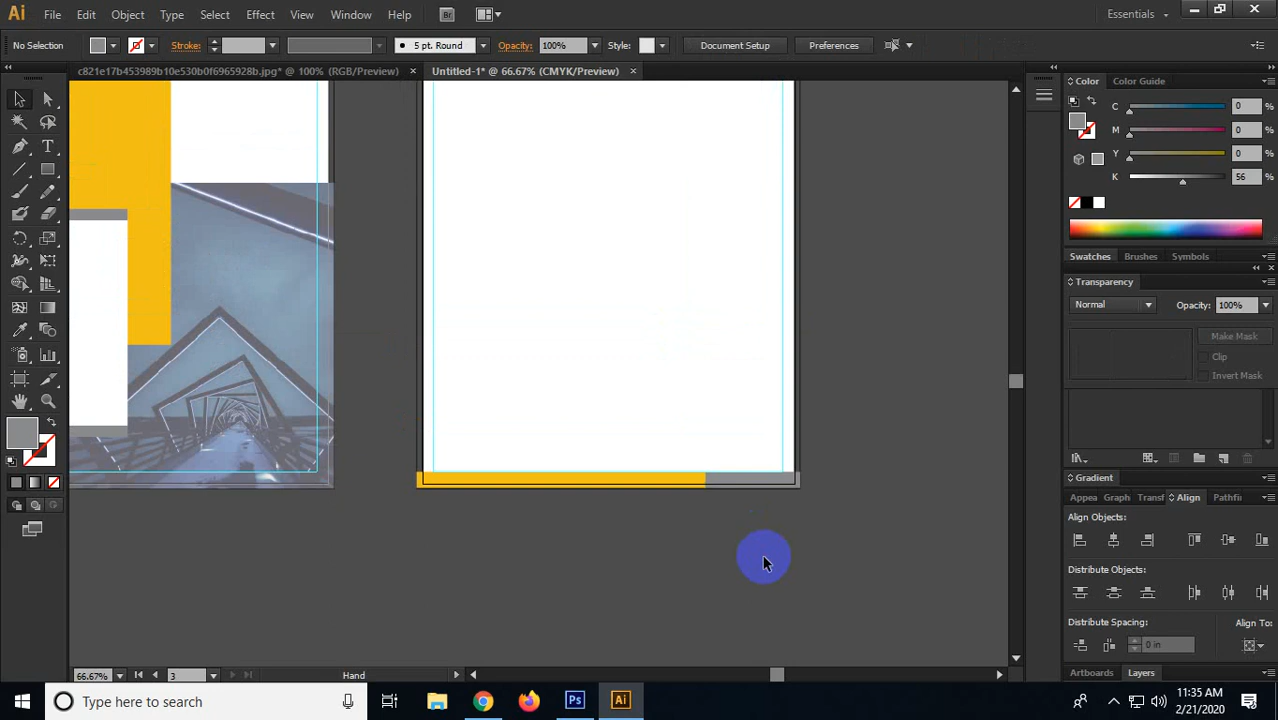 Ai File Edit Object Type Select Effect View Window Help Br Essentials
No Selection Stroke: 5 pt. Round Opacity: 100% Style: Document Setup Preferences
c821e17b453989b10e530b0f6965928b.jpg* @ 100% (RGB/Preview) × Untitled-1* @ 66.67% (CMYK/Preview) ×
Color Color Guide
C 0 %
M 0 %
Y 0 %
K 56 %
Swatches Brushes Symbols
Transparency
Normal Opacity: 100%
Make Mask
Clip
Invert Mask
Gradient
Appea Graph Transf Align Pathfi
Align Objects:
Distribute Objects:
Distribute Spacing: Align To:
0 in
Artboards Layers
66.67% 3 Hand
Type here to search Ps Ai 11:35 AM
2/21/2020